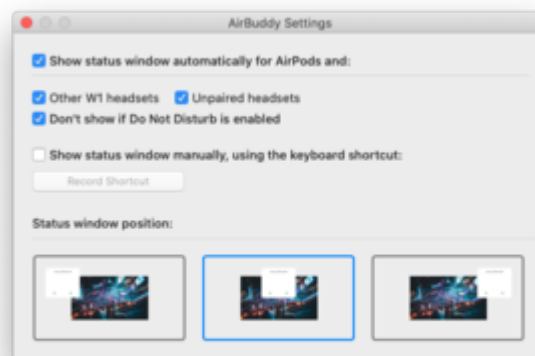 AirBuddy Settings
Show status window automatically for AirPods and:
Other W1 headsets Unpaired headsets
Don't show if Do Not Disturb is enabled
Show status window manually, using the keyboard shortcut:
Record Shortcut
Status window position: